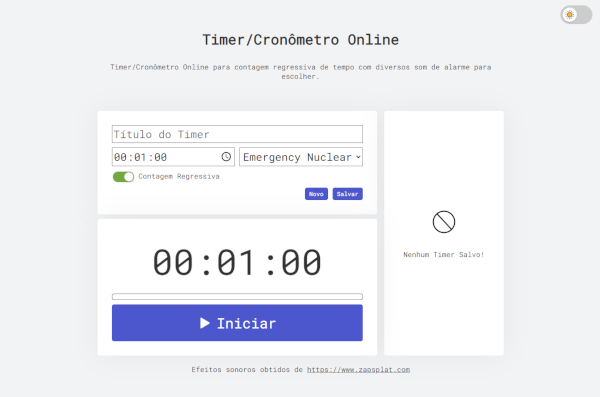 Timer/Cronômetro Online
Timer/Cronômetro Online para contagem regressiva de tempo com diversos som de alarme para
escolher.
Título do Timer
00:01:00
Emergency Nuclear
Contagem Regressiva
Novo
Salvar
00:01:00
Iniciar
Nenhum Timer Salvo!
Efeitos sonoros obtidos de https://www.zapsplat.com